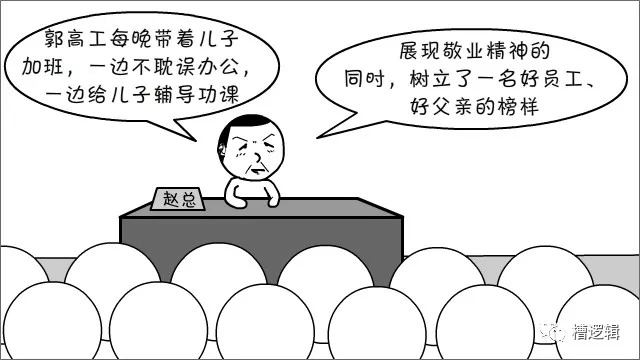 郭高工每晚带着儿子
加班，一边不耽误办公，
一边给儿子辅导功课
展现敬业精神的
同时，树立了一名好员工、
好父亲的榜样
赵总
槽逻辑